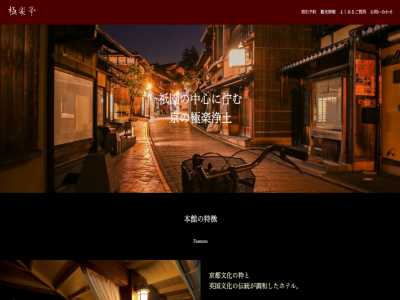 極楽亭
宿泊予約 観光情報 よくあるご質問 お問い合わせ
祇園の中心に佇む
京の極楽浄土
本館の特徴
Features
京都文化の粋と
英国文化の伝統が調和したホテル。